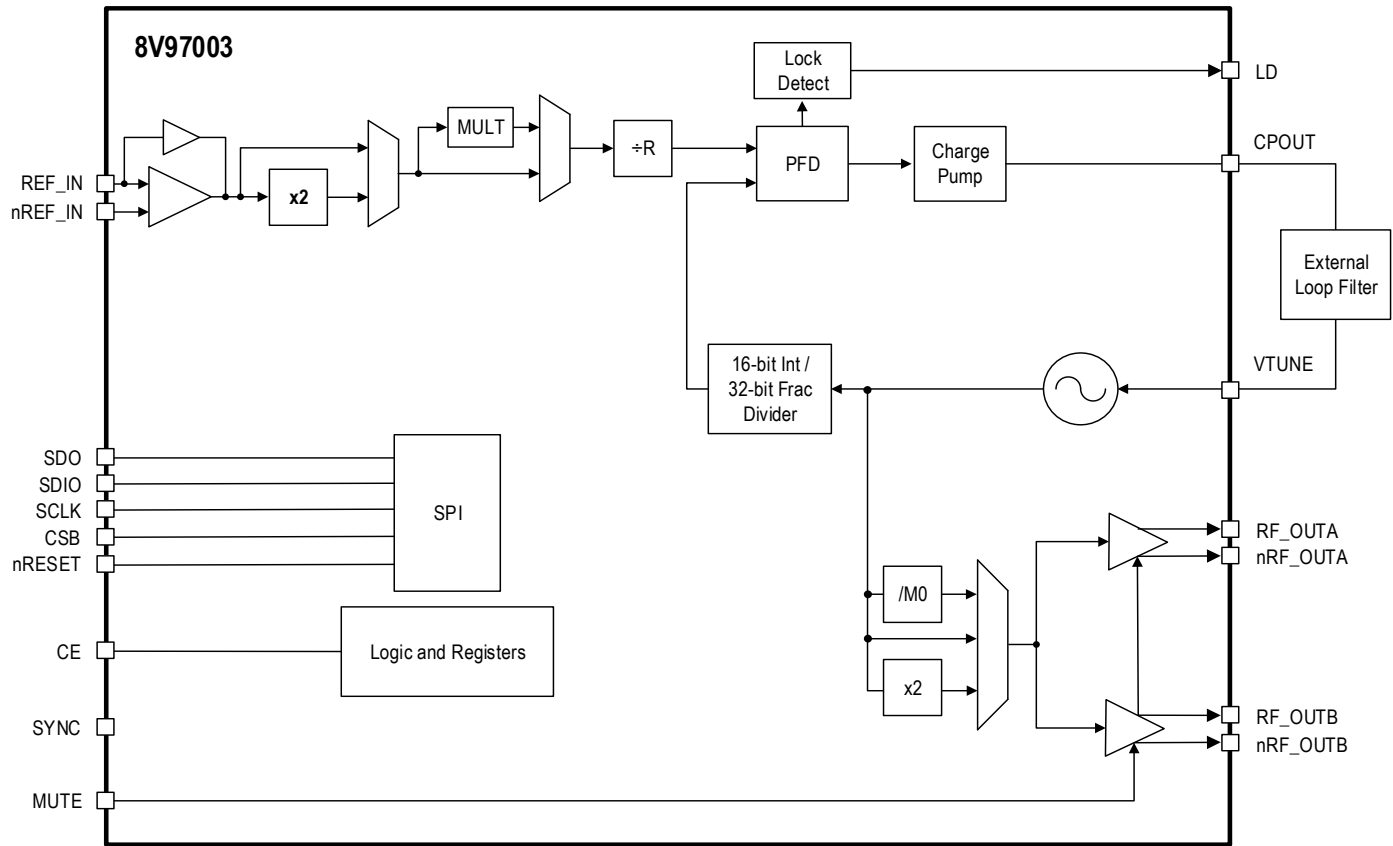 8V97003
Lock
Detect
LD
MULT
÷R
PFD
Charge
Pump
CPOUT
REF_IN
nREF_IN
x2
External
Loop Filter
16-bit Int /
32-bit Frac
Divider
VTUNE
SDO
SDIO
SCLK
CSB
nRESET
SPI
RF_OUTA
nRF_OUTA
/M0
CE
Logic and Registers
x2
SYNC
RF_OUTB
nRF_OUTB
MUTE